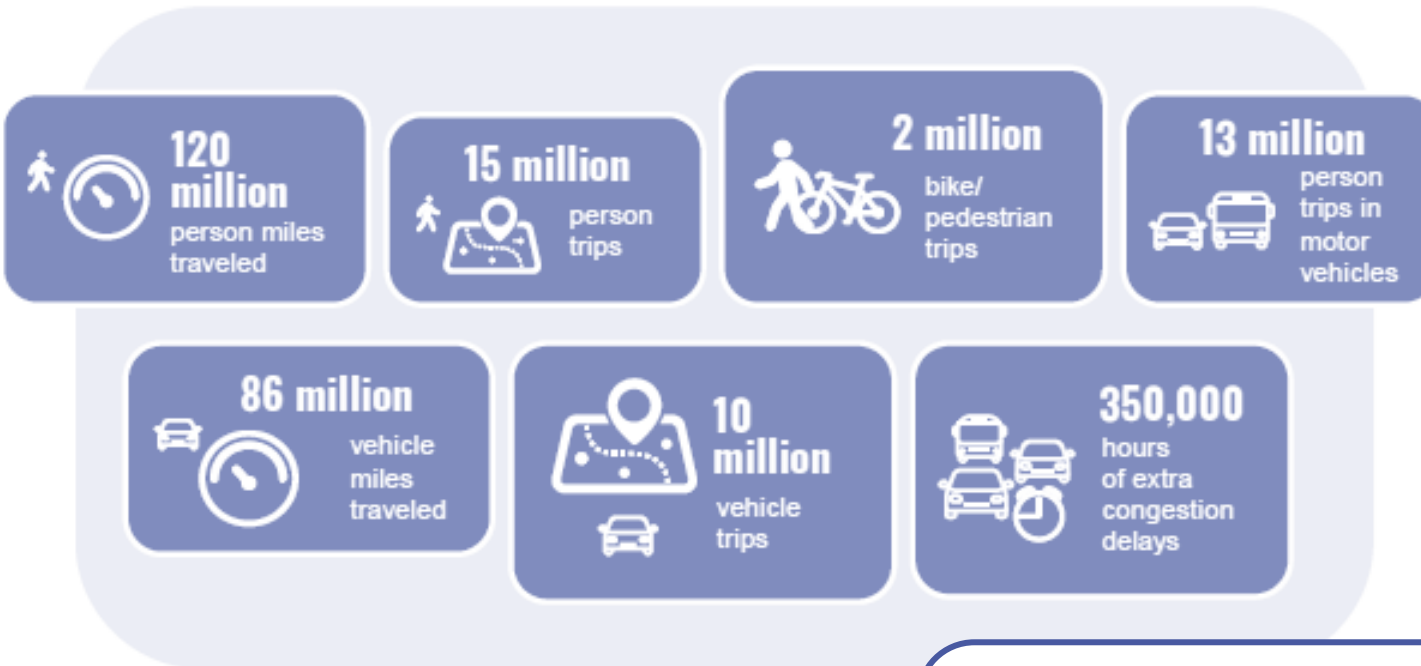 120
million
person miles
traveled
15 million
person
trips
2 million
bike/
pedestrian
trips
13 million
person
trips in
motor
vehicles
86 million
vehicle
miles
traveled
10
million
vehicle
trips
350,000
hours
of extra
congestion
delays